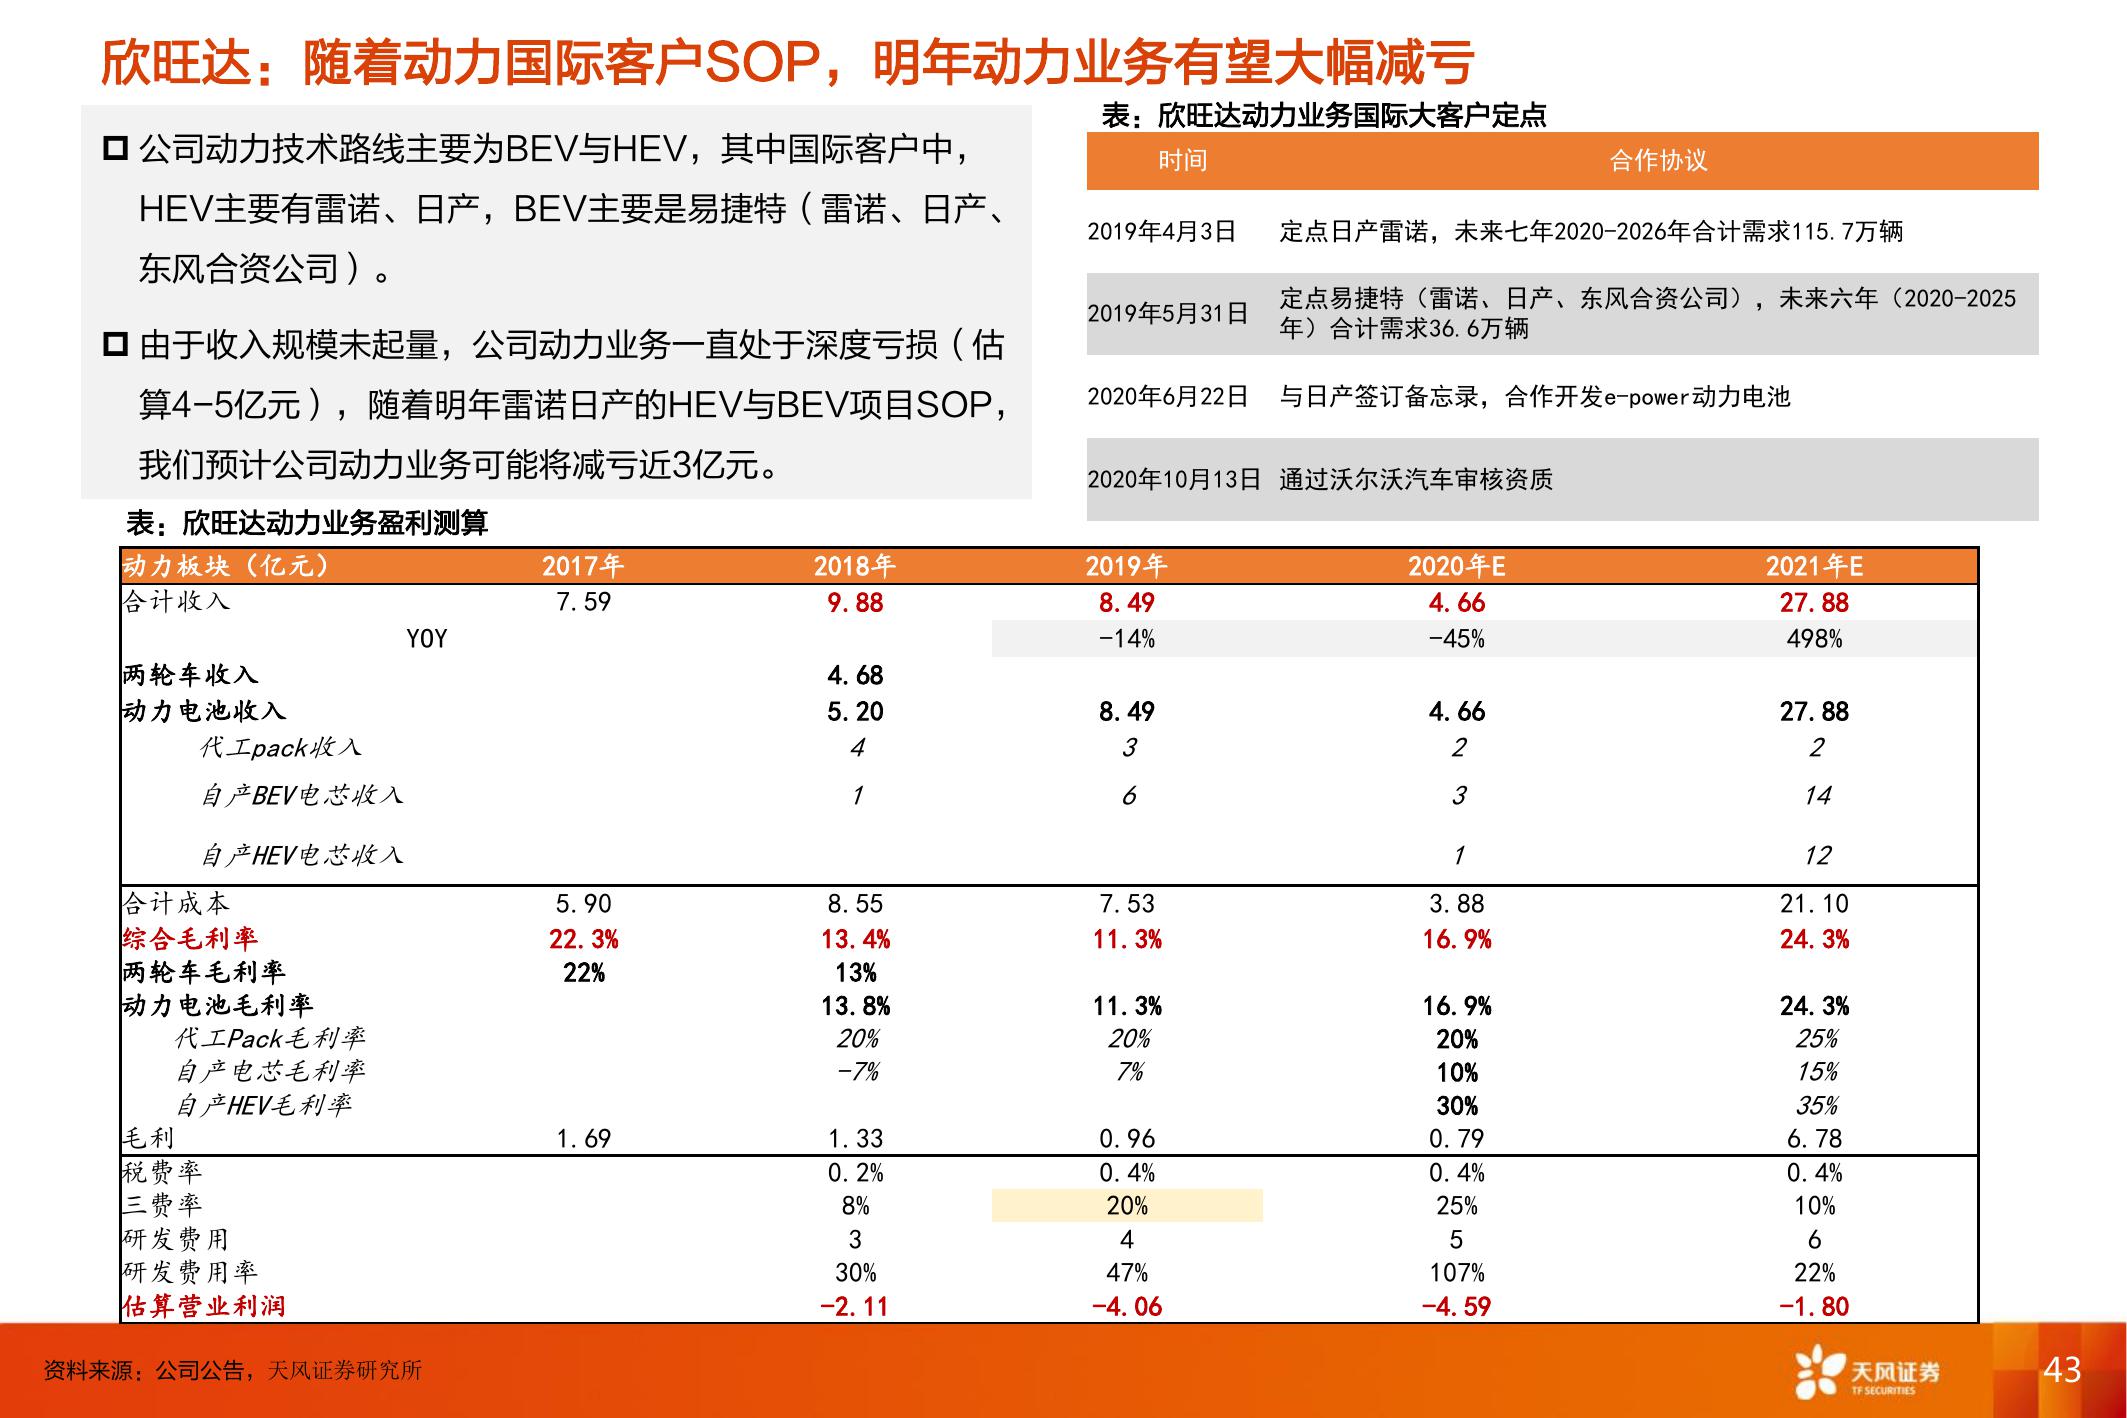 欣旺达：随着动力国际客户SOP，明年动力业务有望大幅减亏
公司动力技术路线主要为BEV与HEV，其中国际客户中，
HEV主要有雷诺、日产，BEV主要是易捷特（雷诺、日产、
东风合资公司）。
由于收入规模未起量，公司动力业务一直处于深度亏损（估
算4-5亿元），随着明年雷诺日产的HEV与BEV项目SOP，
我们预计公司动力业务可能将减亏近3亿元。
表：欣旺达动力业务国际大客户定点
时间 合作协议
2019年4月3日 定点日产雷诺，未来七年2020-2026年合计需求115.7万辆
2019年5月31日 定点易捷特（雷诺、日产、东风合资公司），未来六年（2020-2025
年）合计需求36.6万辆
2020年6月22日 与日产签订备忘录，合作开发e-power动力电池
2020年10月13日 通过沃尔沃汽车审核资质
表：欣旺达动力业务盈利测算
动力板块（亿元） 2017年 2018年 2019年 2020年E 2021年E
合计收入 7.59 9.88 8.49 4.66 27.88
YOY -14% -45% 498%
两轮车收入 4.68
动力电池收入 5.20 8.49 4.66 27.88
代工pack收入 4 3 2 2
自产BEV电芯收入 1 6 3 14
自产HEV电芯收入 1 12
合计成本 5.90 8.55 7.53 3.88 21.10
综合毛利率 22.3% 13.4% 11.3% 16.9% 24.3%
两轮车毛利率 22% 13%
动力电池毛利率 13.8% 11.3% 16.9% 24.3%
代工Pack毛利率 20% 20% 20% 25%
自产电芯毛利率 -7% 7% 10% 15%
自产HEV毛利率 30% 35%
毛利 1.69 1.33 0.96 0.79 6.78
税费率 0.2% 0.4% 0.4% 0.4%
三费率 8% 20% 25% 10%
研发费用 3 4 5 6
研发费用率 30% 47% 107% 22%
估算营业利润 -2.11 -4.06 -4.59 -1.80
资料来源：公司公告，天风证券研究所
天风证券
TF SECURITIES
43